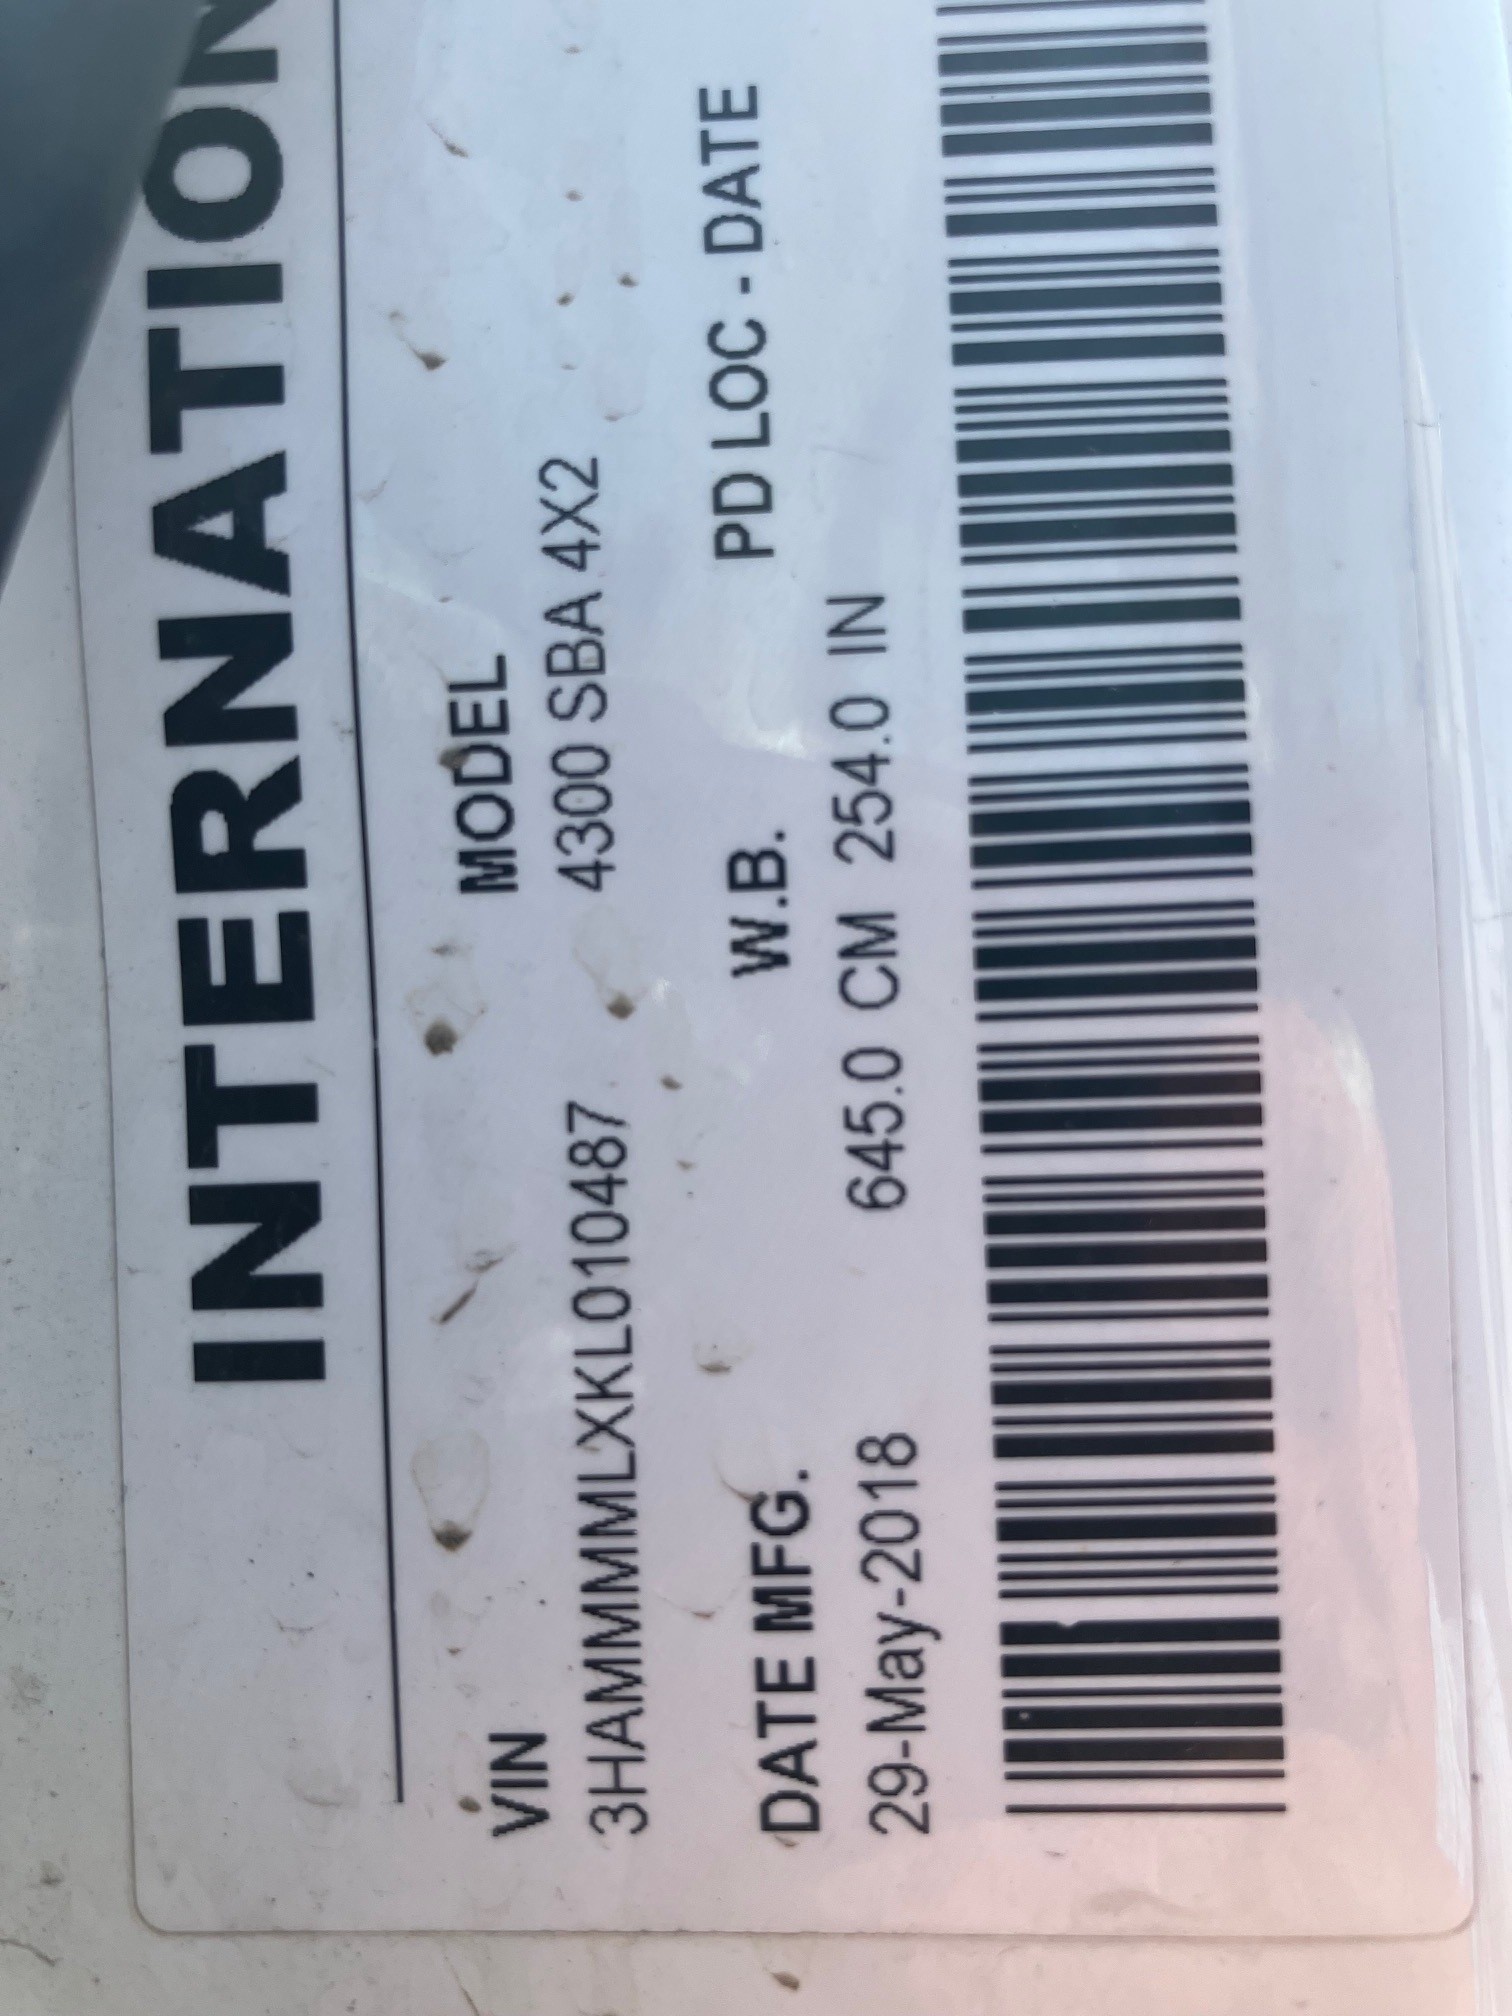 INTERNATION
VIN MODEL
3HAMMMMLXKL010487 4300 SBA 4X2
DATE MFG. W.B. PD LOC - DATE
29-May-2018 645.0 CM 254.0 IN